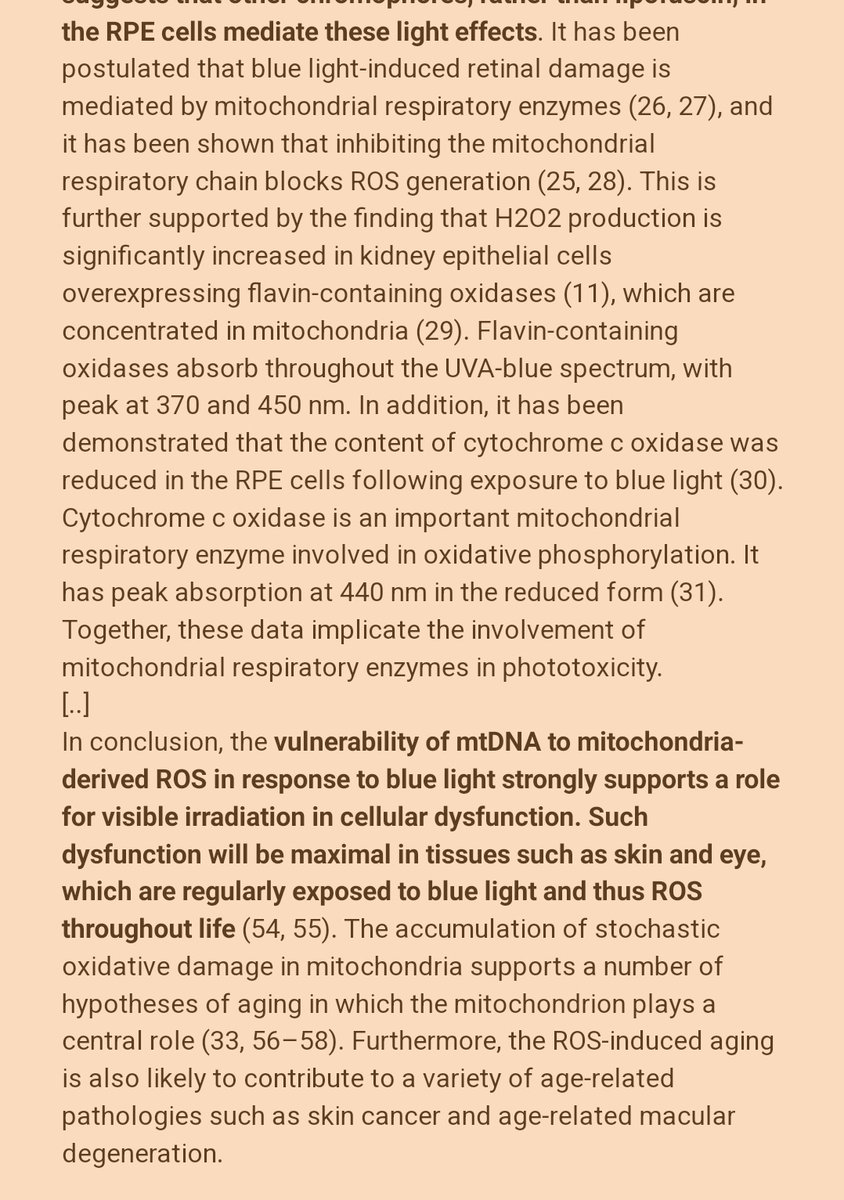 suggests that other chromophores, rather than lipofuscin, in
the RPE cells mediate these light effects. It has been
postulated that blue light-induced retinal damage is
mediated by mitochondrial respiratory enzymes (26, 27), and
it has been shown that inhibiting the mitochondrial
respiratory chain blocks ROS generation (25, 28). This is
further supported by the finding that H2O2 production is
significantly increased in kidney epithelial cells
overexpressing flavin-containing oxidases (11), which are
concentrated in mitochondria (29). Flavin-containing
oxidases absorb throughout the UVA-blue spectrum, with
peak at 370 and 450 nm. In addition, it has been
demonstrated that the content of cytochrome c oxidase was
reduced in the RPE cells following exposure to blue light (30).
Cytochrome c oxidase is an important mitochondrial
respiratory enzyme involved in oxidative phosphorylation. It
has peak absorption at 440 nm in the reduced form (31).
Together, these data implicate the involvement of
mitochondrial respiratory enzymes in phototoxicity.
[..]
In conclusion, the vulnerability of mtDNA to mitochondria-
derived ROS in response to blue light strongly supports a role
for visible irradiation in cellular dysfunction. Such
dysfunction will be maximal in tissues such as skin and eye,
which are regularly exposed to blue light and thus ROS
throughout life (54, 55). The accumulation of stochastic
oxidative damage in mitochondria supports a number of
hypotheses of aging in which the mitochondrion plays a
central role (33, 56–58). Furthermore, the ROS-induced aging
is also likely to contribute to a variety of age-related
pathologies such as skin cancer and age-related macular
degeneration.